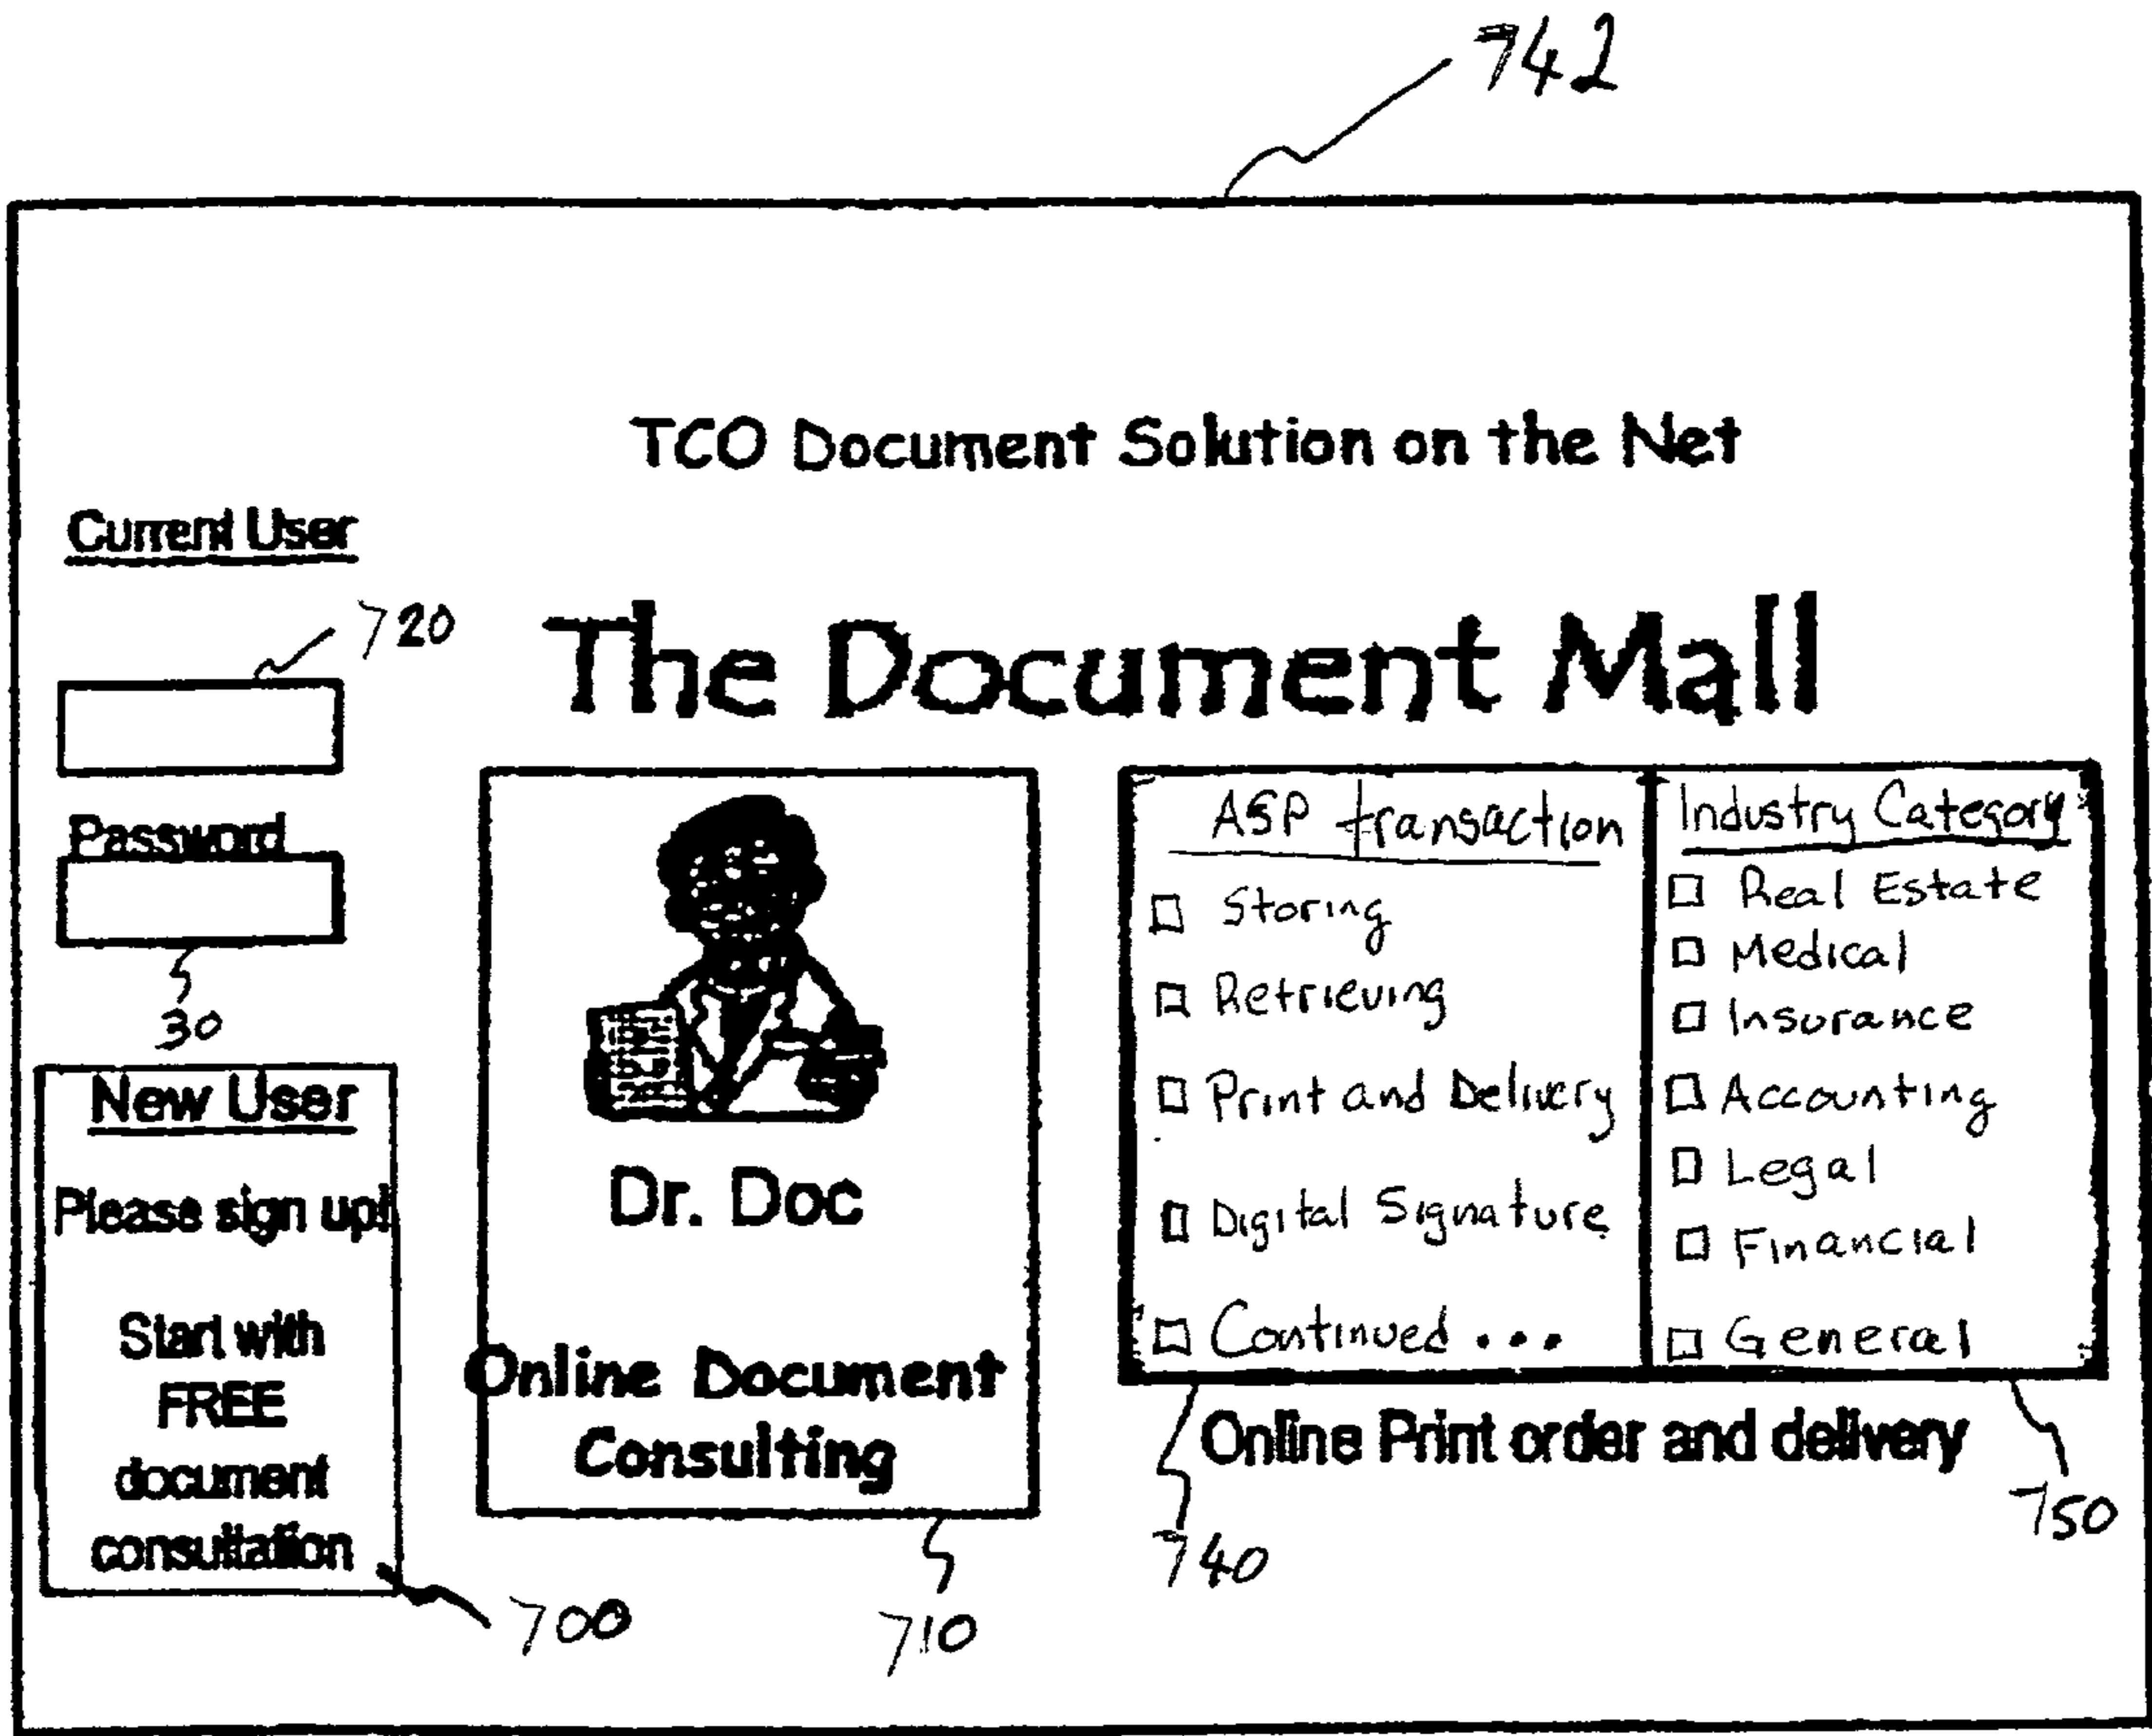 742
TCO Document Solution on the Net
Current User
720
The Document Mall
Password
30
New User
Please sign up!
Start with
FREE
document
consultation
700
Dr. Doc
Online Document
Consulting
710
ASP transaction
Storing
Retrieving
Print and Delivery
Digital Signature
Continued ...
Industry Category
Real Estate
Medical
Insurance
Accounting
Legal
Financial
General
Online Print order and delivery
740
750